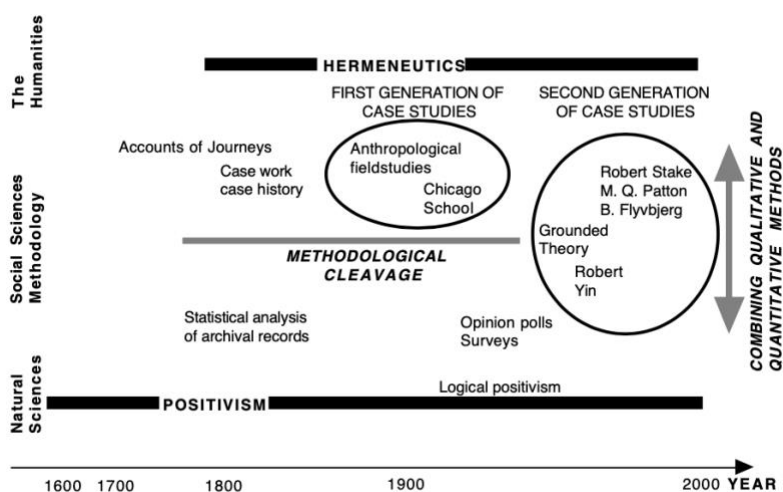 The
Humanities
HERMENEUTICS
FIRST GENERATION OF
CASE STUDIES
SECOND GENERATION
OF CASE STUDIES
Accounts of Journeys
Case work
case history
Anthropological
fieldstudies
Chicago
School
Robert Stake
M. Q. Patton
B. Flyvbjerg
Grounded
Theory
Robert
Yin
Social Sciences
Methodology
METHODOLOGICAL
CLEAVAGE
COMBINING QUALITATIVE AND
QUANTITATIVE METHODS
Statistical analysis
of archival records
Opinion polls
Surveys
Natural
Sciences
Logical positivism
POSITIVISM
1600 1700 1800 1900 2000 YEAR